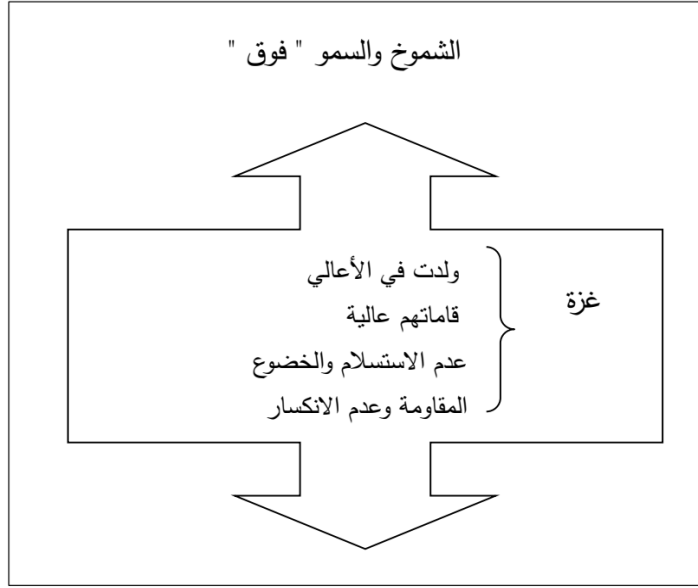 الشموخ والسمو " فوق "
غزة
ولدت في الأعالي
قاماتهم عالية
عدم الاستسلام والخضوع
المقاومة وعدم الانكسار